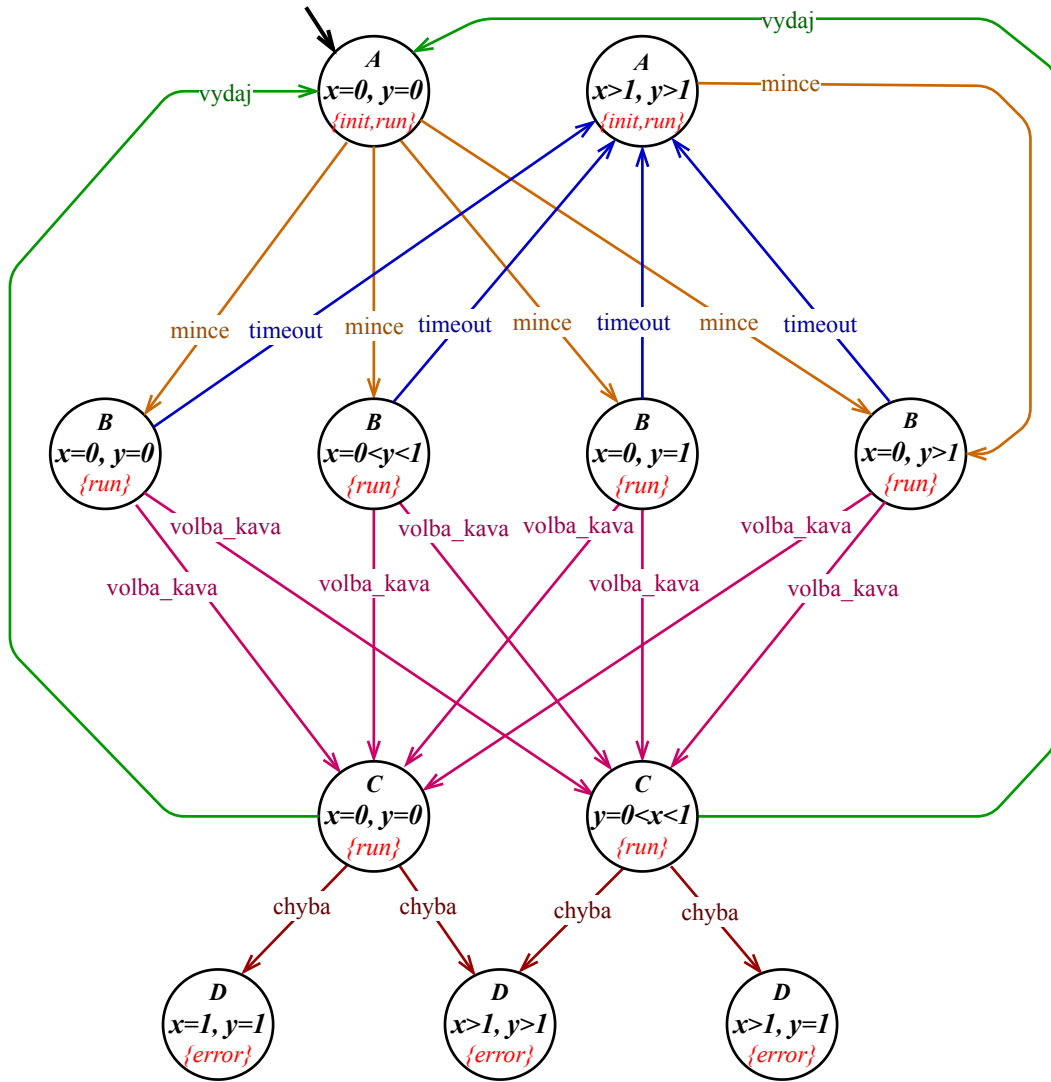 vydaj
A
x=0, y=0
{init,run}
A
x>1, y>1
{init,run}
mince
vydaj
mince
timeout
mince
timeout
mince
timeout
mince
timeout
B
x=0, y=0
{run}
B
x=0<y<1
{run}
B
x=0, y=1
{run}
B
x=0, y>1
{run}
volba_kava
volba_kava
volba_kava
volba_kava
volba_kava
volba_kava
volba_kava
volba_kava
C
x=0, y=0
{run}
C
y=0<x<1
{run}
chyba
chyba
chyba
chyba
D
x=1, y=1
{error}
D
x>1, y>1
{error}
D
x>1, y=1
{error}